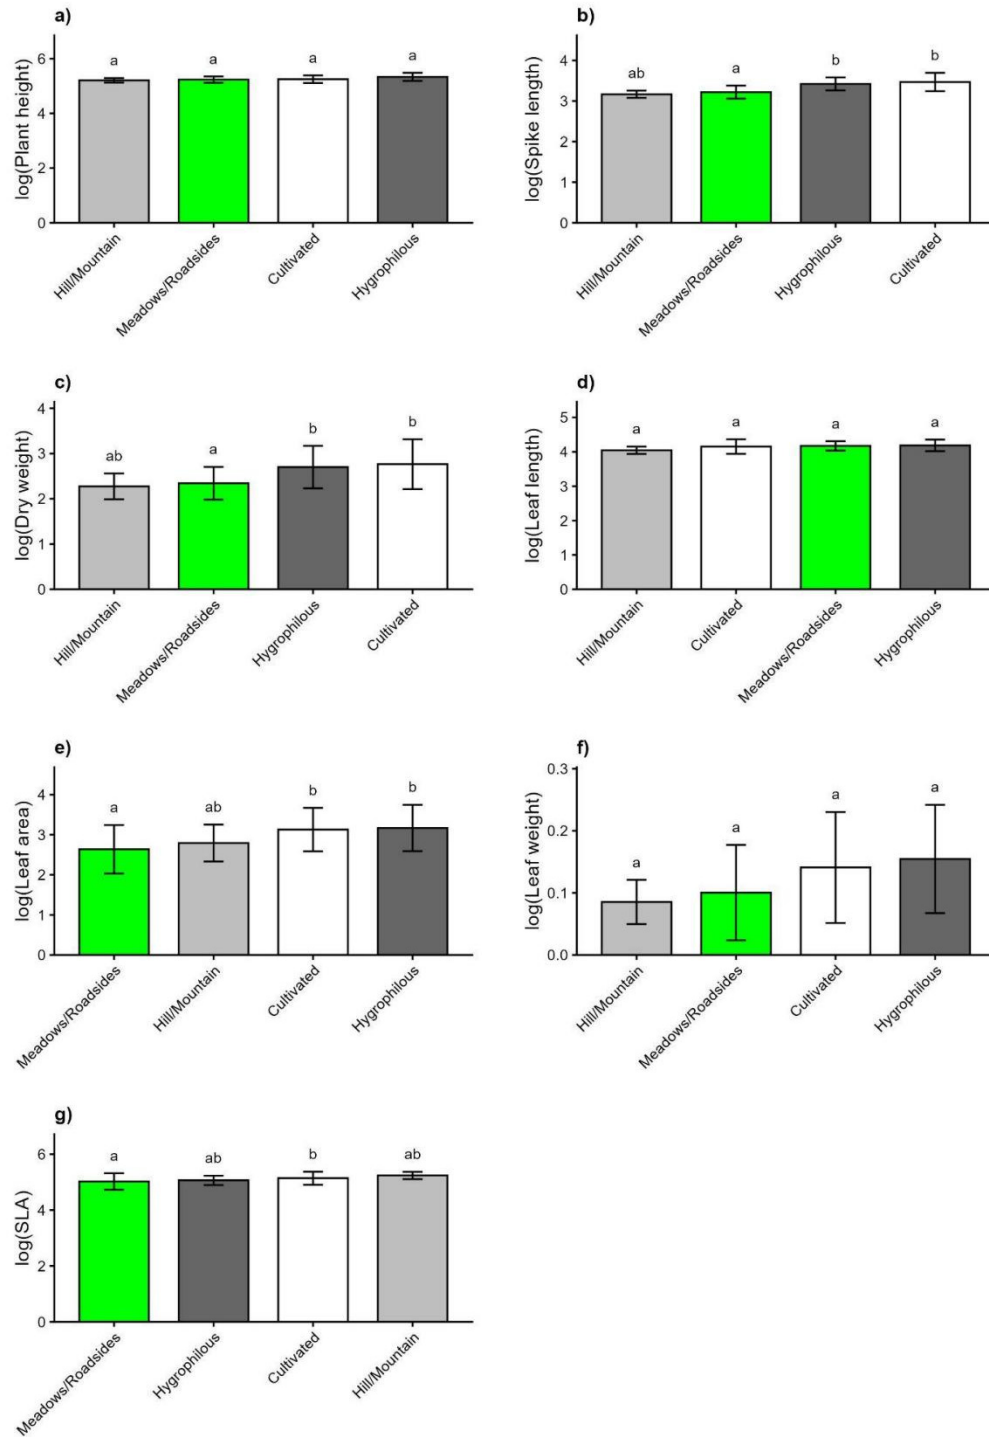 a)
log(Plant height)
6
4
2
0
a a a a
Hill/Mountain
Meadows/Roadsides
Cultivated
Hygrophilous
b)
log(Spike length)
4
3
2
1
0
ab a b b
Hill/Mountain
Meadows/Roadsides
Hygrophilous
Cultivated
c)
log(Dry weight)
4
3
2
1
0
ab a b b
Hill/Mountain
Meadows/Roadsides
Hygrophilous
Cultivated
d)
log(Leaf length)
5
4
3
2
1
0
a a a a
Hill/Mountain
Cultivated
Meadows/Roadsides
Hygrophilous
e)
log(Leaf area)
4
3
2
1
0
a ab b b
Meadows/Roadsides
Hill/Mountain
Cultivated
Hygrophilous
f)
log(Leaf weight)
0.3
0.2
0.1
0.0
a a a a
Hill/Mountain
Meadows/Roadsides
Cultivated
Hygrophilous
g)
log(SLA)
6
4
2
0
a ab b ab
Meadows/Roadsides
Hygrophilous
Cultivated
Hill/Mountain